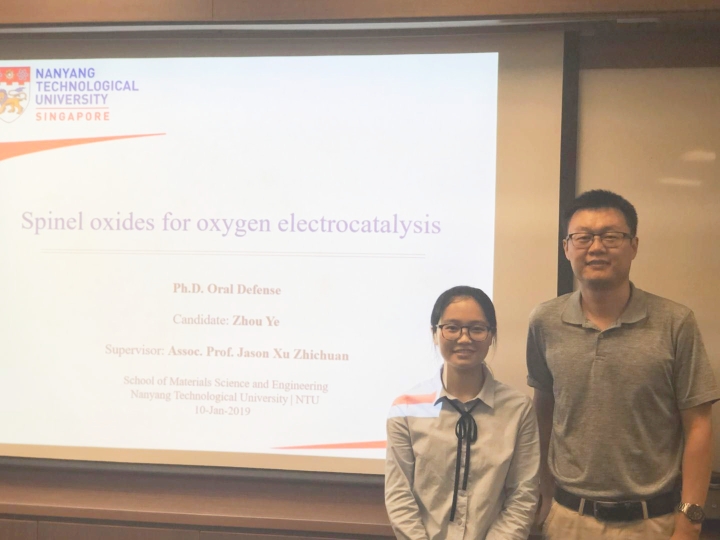 NANYANG
TECHNOLOGICAL
UNIVERSITY
SINGAPORE
Spinel oxides for oxygen electrocatalysis
Ph.D. Oral Defense
Candidate: Zhou Ye
Supervisor: Assoc. Prof. Jason Xu Zhichuan
School of Materials Science and Engineering
Nanyang Technological University | NTU
10-Jan-2019